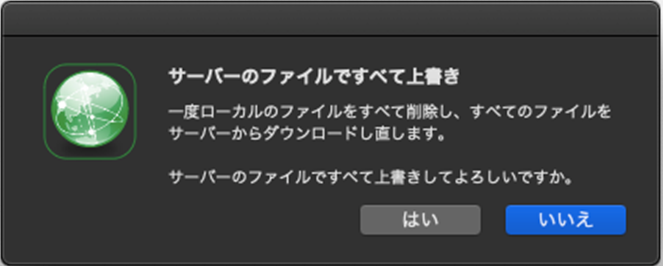 サーバーのファイルですべて上書き
一度ローカルのファイルをすべて削除し、すべてのファイルを
サーバーからダウンロードし直します。
サーバーのファイルですべて上書きしてよろしいですか。
はい
いいえ